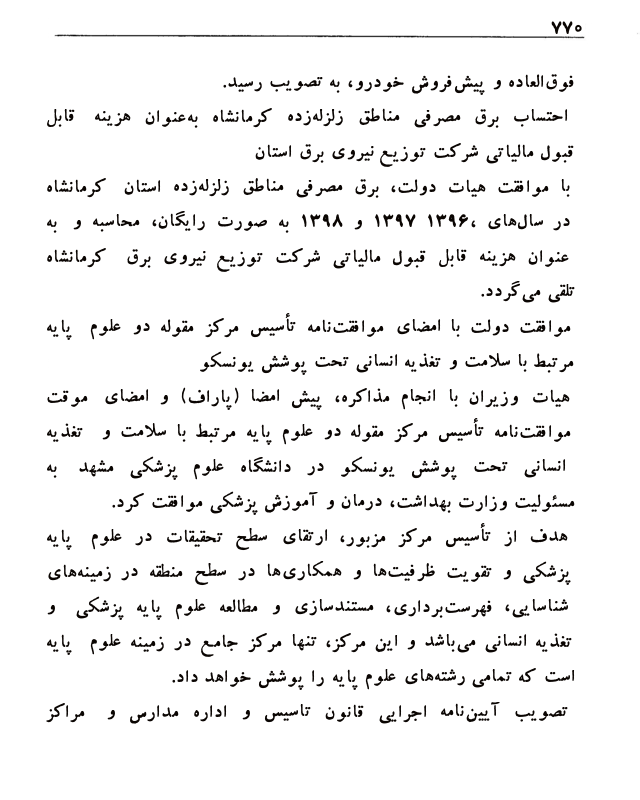 ۷۷۰
فوق‌العاده و پیش‌فروش خودرو، به تصویب رسید.
احتساب برق مصرفی مناطق زلزله‌زده کرمانشاه به‌عنوان هزینه قابل
قبول مالیاتی شرکت توزیع نیروی برق استان
با موافقت هیات دولت، برق مصرفی مناطق زلزله‌زده استان کرمانشاه
در سال‌های ۱۳۹۶، ۱۳۹۷ و ۱۳۹۸ به صورت رایگان، محاسبه و به
عنوان هزینه قابل قبول مالیاتی شرکت توزیع نیروی برق کرمانشاه
تلقی می‌گردد.
موافقت دولت با امضای موافقت‌نامه تأسیس مرکز مقوله دو علوم پایه
مرتبط با سلامت و تغذیه انسانی تحت پوشش یونسکو
هیات وزیران با انجام مذاکره، پیش امضا (پاراف) و امضای موقت
موافقت‌نامه تأسیس مرکز مقوله دو علوم پایه مرتبط با سلامت و تغذیه
انسانی تحت پوشش یونسکو در دانشگاه علوم پزشکی مشهد به
مسئولیت وزارت بهداشت، درمان و آموزش پزشکی موافقت کرد.
هدف از تأسیس مرکز مزبور، ارتقای سطح تحقیقات در علوم پایه
پزشکی و تقویت ظرفیت‌ها و همکاری‌ها در سطح منطقه در زمینه‌های
شناسایی، فهرست‌برداری، مستندسازی و مطالعه علوم پایه پزشکی و
تغذیه انسانی می‌باشد و این مرکز، تنها مرکز جامع در زمینه علوم پایه
است که تمامی رشته‌های علوم پایه را پوشش خواهد داد.
تصویب آیین‌نامه اجرایی قانون تاسیس و اداره مدارس و مراکز